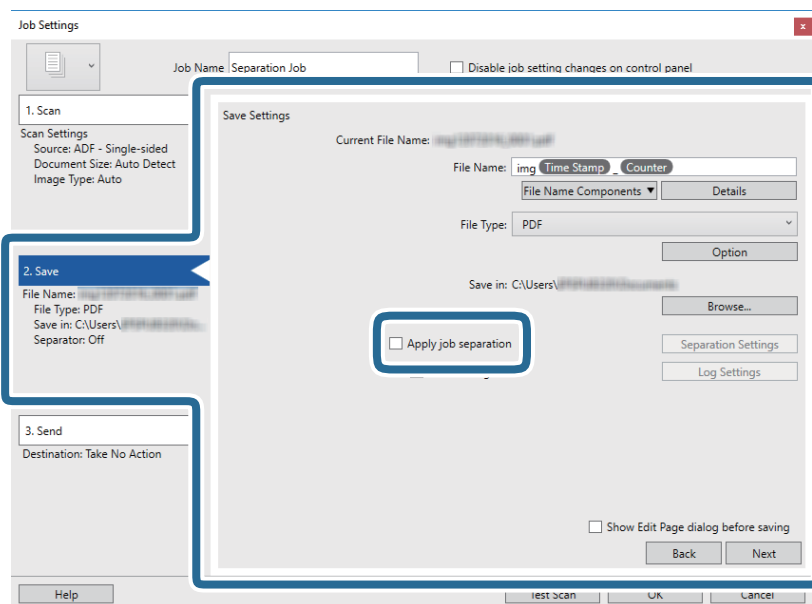 Job Settings
x
Job Name Separation Job Disable job setting changes on control panel
1. Scan
Scan Settings
Source: ADF - Single-sided
Document Size: Auto Detect
Image Type: Auto
2. Save
File Name:
File Type: PDF
Save in: C:\Users\
Separator: Off
3. Send
Destination: Take No Action
Save Settings
Current File Name:
File Name: img Time Stamp _ Counter
File Name Components Details
File Type: PDF
Option
Save in: C:\Users\
Browse...
Apply job separation Separation Settings
Log Settings
Show Edit Page dialog before saving
Back Next
Help Test Scan OK Cancel